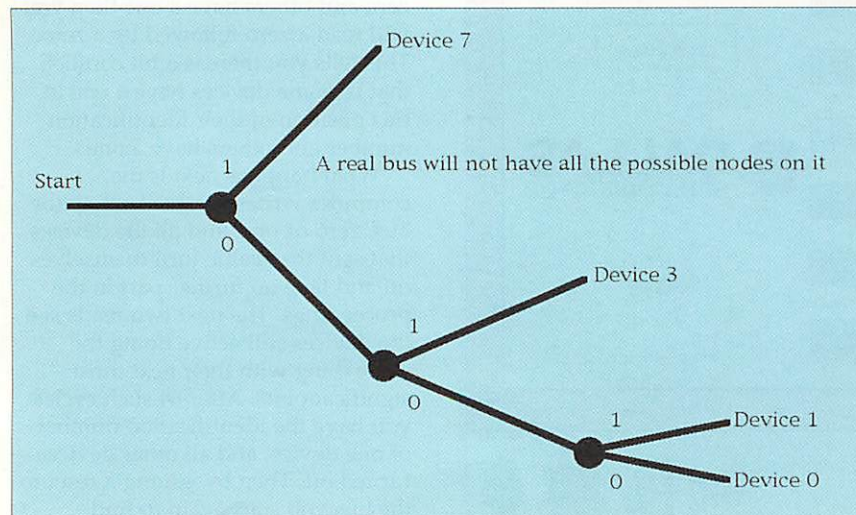 Device 7
1
A real bus will not have all the possible nodes on it
Start
0
Device 3
1
0
1
Device 1
0
Device 0